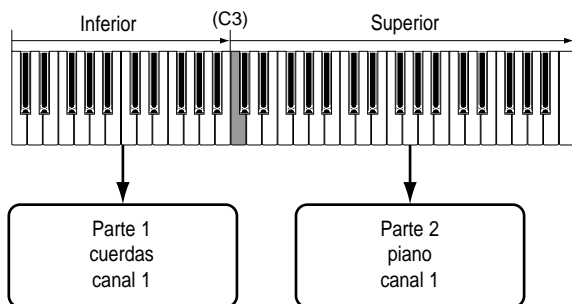 Inferior
(C3)
Superior
Parte 1
cuerdas
canal 1
Parte 2
piano
canal 1